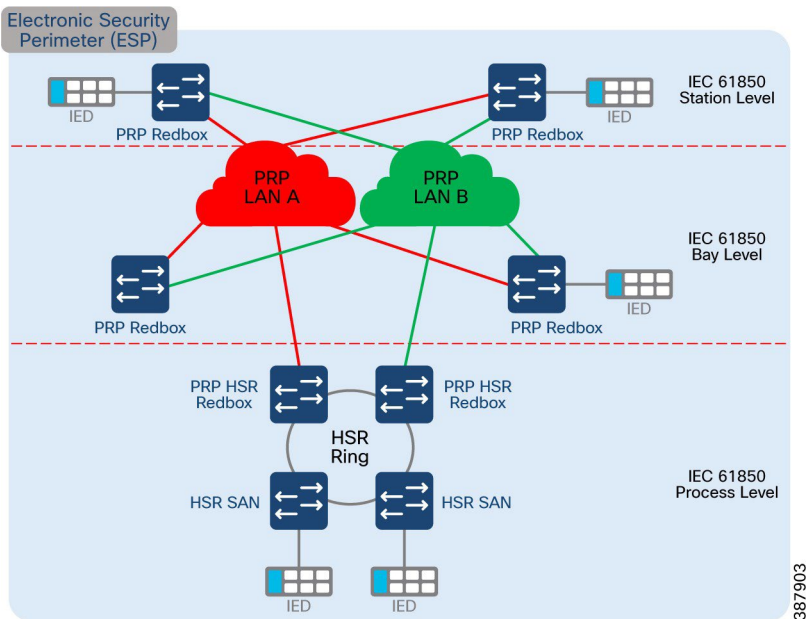 Electronic Security
Perimeter (ESP)
IED
PRP Redbox
PRP Redbox
IED
IEC 61850
Station Level
PRP
LAN A
PRP
LAN B
IEC 61850
Bay Level
PRP Redbox
PRP Redbox
IED
PRP HSR
Redbox
PRP HSR
Redbox
HSR
Ring
HSR SAN
HSR SAN
IEC 61850
Process Level
IED
IED
387903